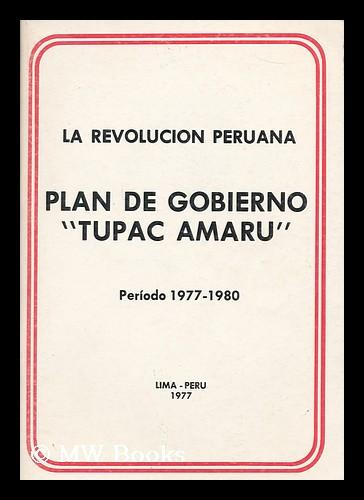 LA REVOLUCION PERUANA
PLAN DE GOBIERNO
"TUPAC AMARU"
Período 1977-1980
LIMA - PERU
1977
© MW Books